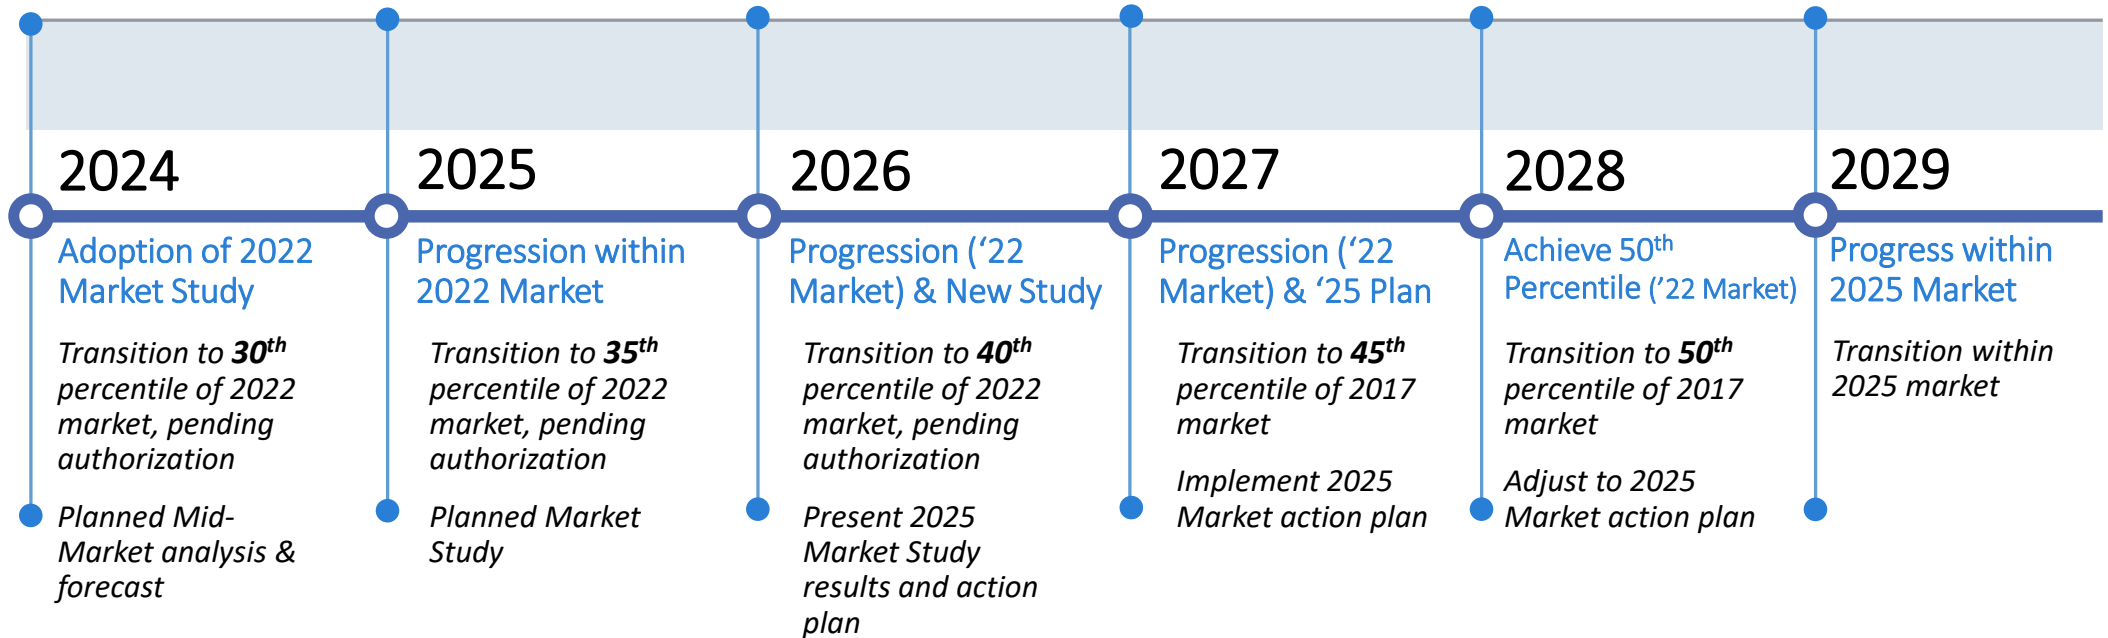 2024
Adoption of 2022
Market Study
Transition to 30th
percentile of 2022
market, pending
authorization
Planned Mid-
Market analysis &
forecast
2025
Progression within
2022 Market
Transition to 35th
percentile of 2022
market, pending
authorization
Planned Market
Study
2026
Progression (‘22
Market) & New Study
Transition to 40th
percentile of 2022
market, pending
authorization
Present 2025
Market Study
results and action
plan
2027
Progression (‘22
Market) & ‘25 Plan
Transition to 45th
percentile of 2017
market
Implement 2025
Market action plan
2028
Achieve 50th
Percentile (’22 Market)
Transition to 50th
percentile of 2017
market
Adjust to 2025
Market action plan
2029
Progress within
2025 Market
Transition within
2025 market